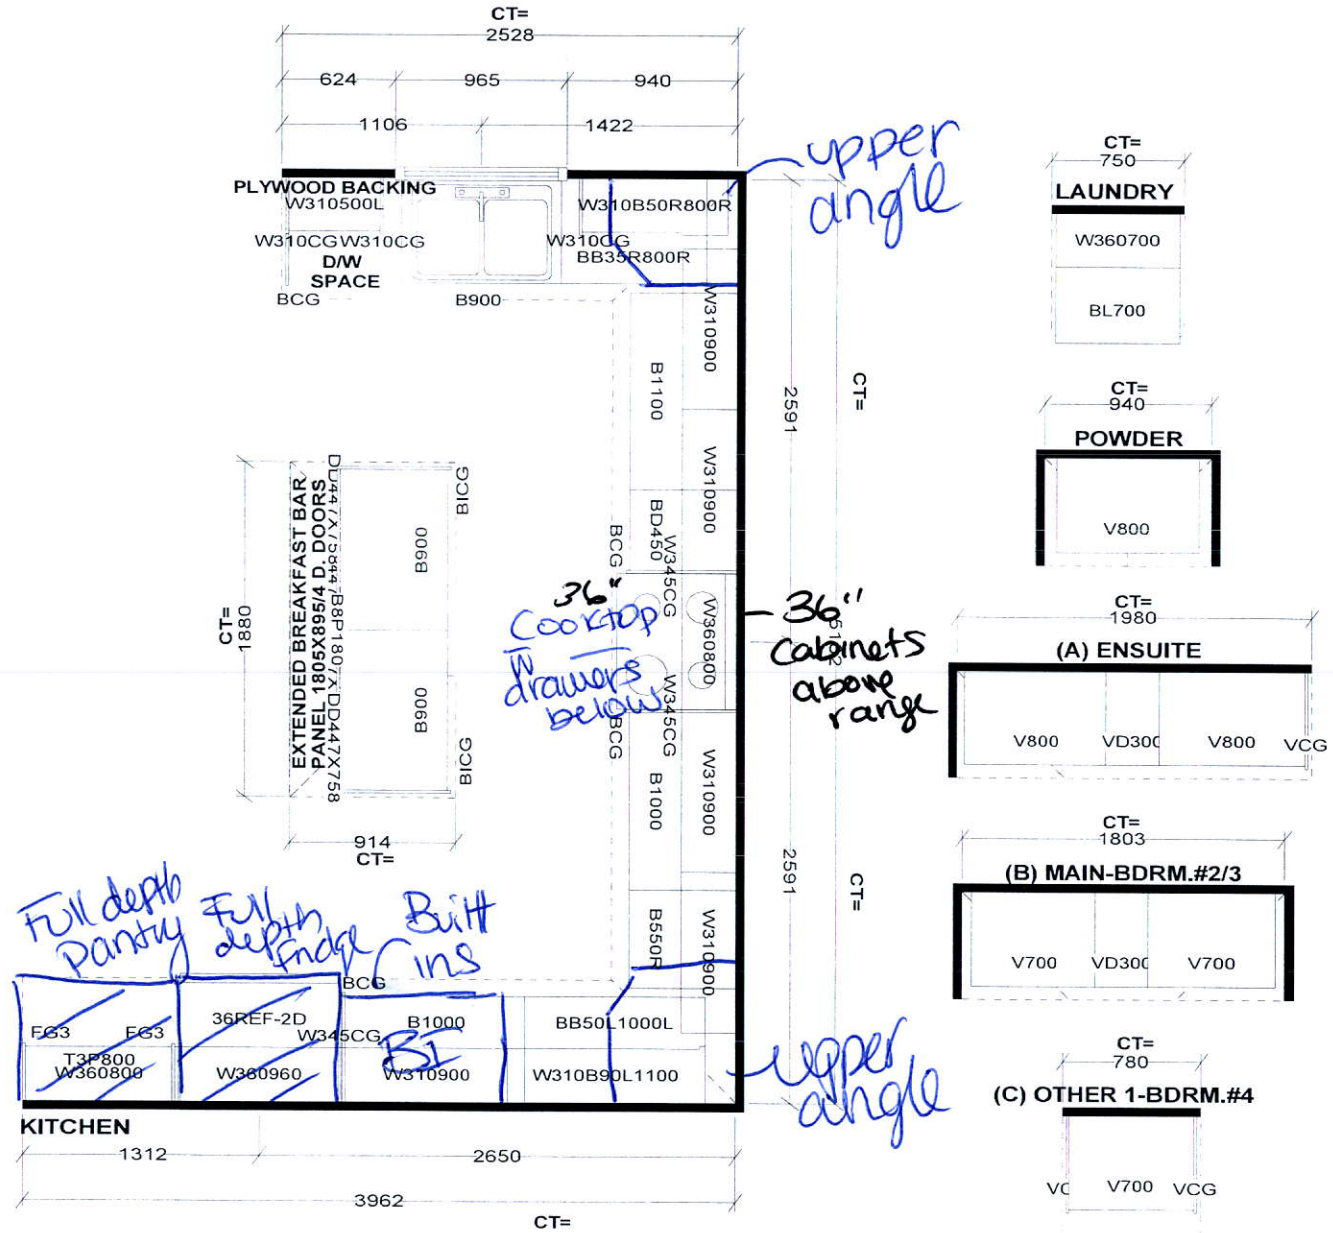 CT=
2528
624 965 940
1106 1422
upper
angle
PLYWOOD BACKING
W310500L
W310B50R800R
W310CG W310CG
W310CG
D/W
SPACE
BB35R800R
BCG
B900
W310900
B1100
W310900
BD450
BCG
W345CG
2591
CT=
36"
Cooktop
W
drawers
below
W360800
36"
Cabinets
above
range
W345CG
BCG
B1000
W310900
2591
CT=
B550R
W310900
CT=
1880
EXTENDED BREAKFAST BAR
PANEL 1805X895/4 D. DOORS
BICG
B900
B900
BICG
914
CT=
Full depth
Pantry
Full
depth
Fridge
Built
ins
BCG
FG3 FG3
36REF-2D
W345CG
B1000
BB50L1000L
T3P800
W360800
W360960
BI
W310900
W310B90L1100
upper
angle
KITCHEN
1312 2650
3962
CT=
CT=
750
LAUNDRY
W360700
BL700
CT=
940
POWDER
V800
CT=
1980
(A) ENSUITE
V800 VD300 V800 VCG
CT=
1803
(B) MAIN-BDRM.#2/3
V700 VD300 V700
CT=
780
(C) OTHER 1-BDRM.#4
V700 VCG